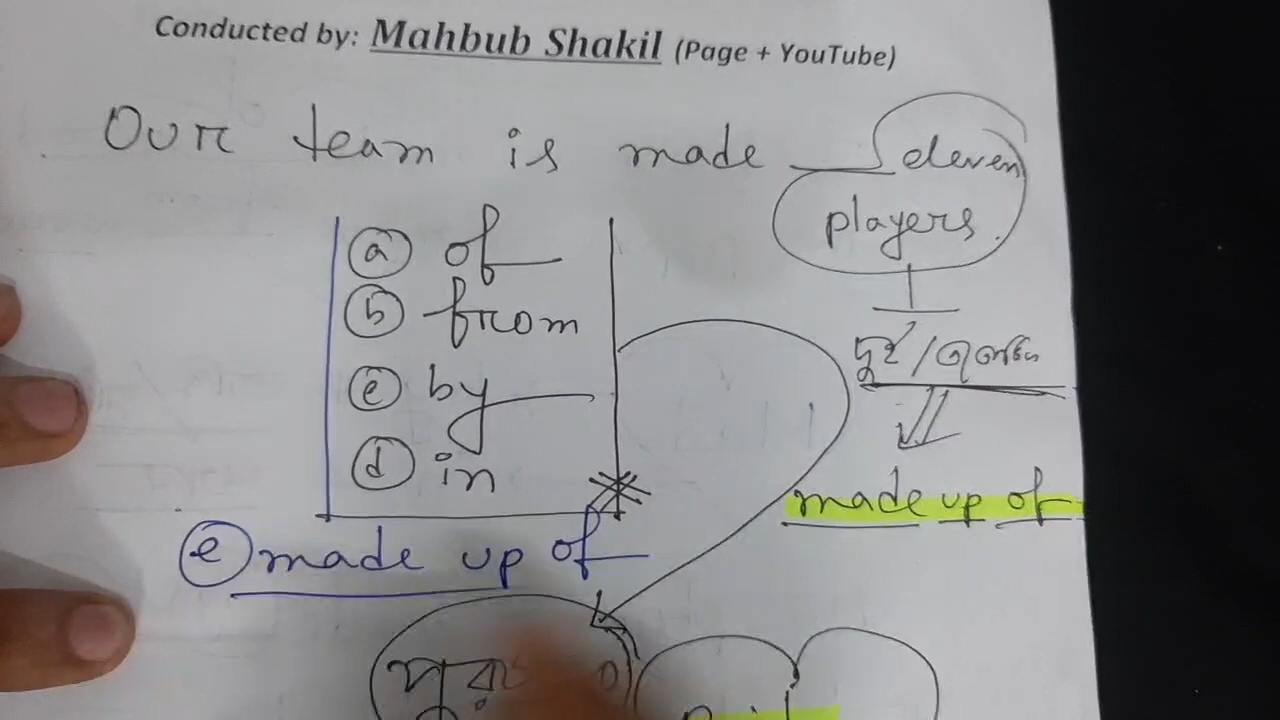 Conducted by: Mahbub Shakil (Page + YouTube)
Our team is made ___ eleven players.
ⓐ of
ⓑ from
ⓒ by
ⓓ in
ⓔ made up of
দুই /
made up of